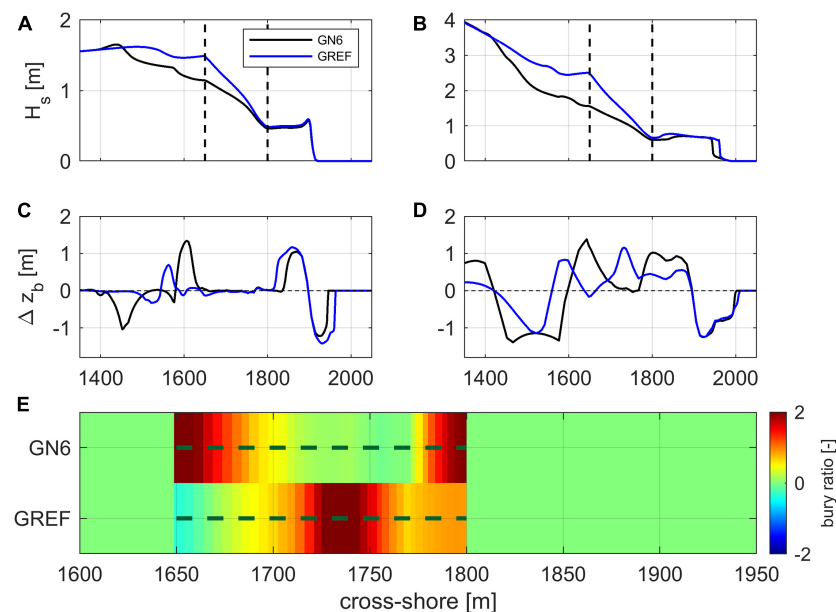 A
B
2
1
0
H_s [m]
GN6
GREF
4
3
2
1
0
C
D
2
1
0
-1
Δ z_b [m]
1400
1600
1800
2000
2
1
0
-1
1400
1600
1800
2000
E
GN6
GREF
1600
1650
1700
1750
1800
1850
1900
1950
cross-shore [m]
2
0
-2
bury ratio [-]